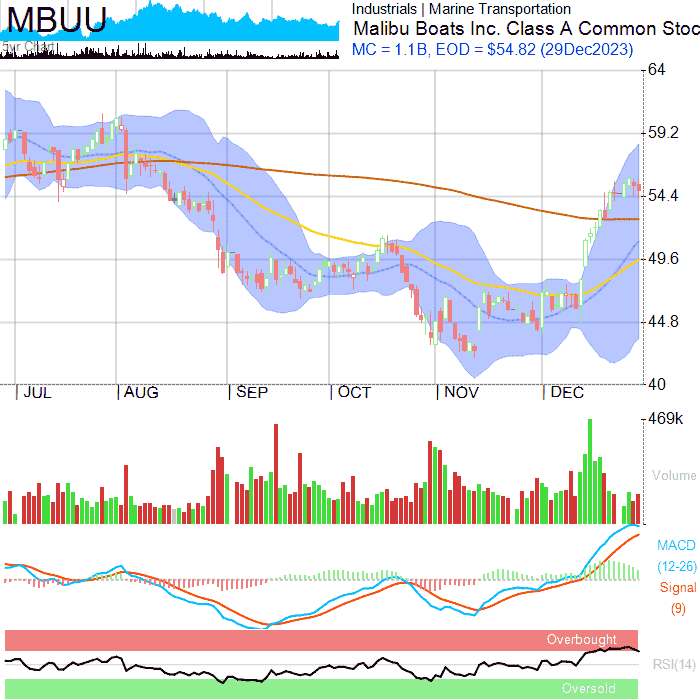 MBUU
5yr Chart
Industrials | Marine Transportation
Malibu Boats Inc. Class A Common Stoc
MC = 1.1B, EOD = $54.82 (29Dec2023)
64
59.2
54.4
49.6
44.8
40
JUL AUG SEP OCT NOV DEC
469k
Volume
MACD
(12-26)
Signal
(9)
Overbought
RSI(14)
Oversold